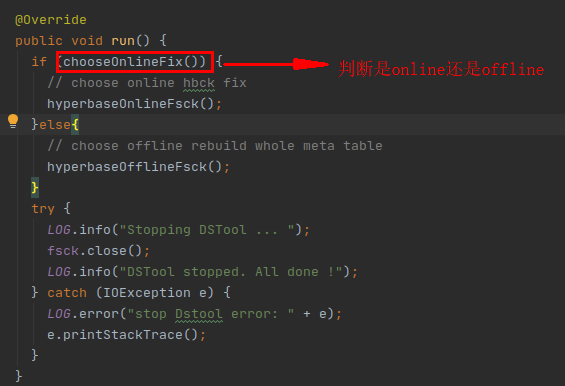 @Override
public void run() {
if (chooseOnlineFix()) { 判断是online还是offline
// choose online hbck fix
hyperbaseOnlineFsck();
}else{
// choose offline rebuild whole meta table
hyperbaseOfflineFsck();
}
try {
LOG.info("Stopping DSTool ... ");
fsck.close();
LOG.info("DSTool stopped. All done !");
} catch (IOException e) {
LOG.error("stop Dstool error: " + e);
e.printStackTrace();
}
}